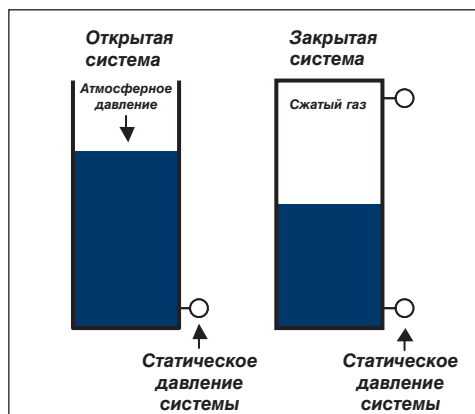 Открытая
система
Атмосферное
давление
Статическое
давление
системы
Закрытая
система
Сжатый газ
Статическое
давление
системы